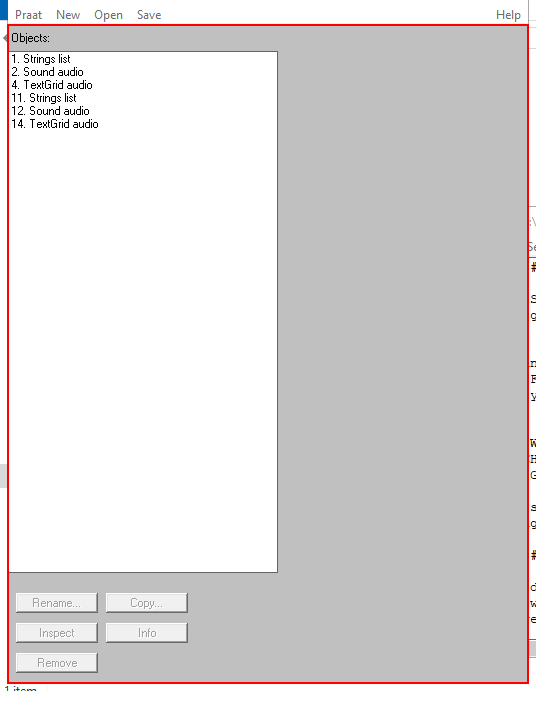 Praat New Open Save Help
Objects:
1. Strings list
2. Sound audio
4. TextGrid audio
11. Strings list
12. Sound audio
14. TextGrid audio
Rename... Copy...
Inspect Info
Remove
1 item